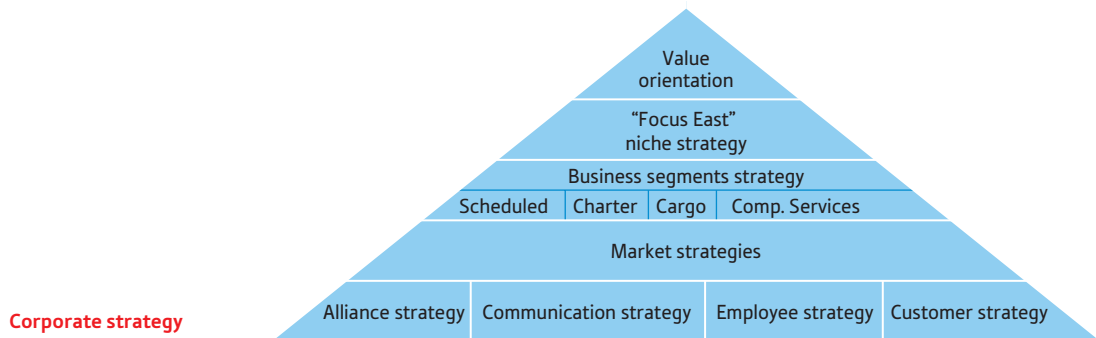 Value
orientation
“Focus East”
niche strategy
Business segments strategy
Scheduled Charter Cargo Comp. Services
Market strategies
Alliance strategy Communication strategy Employee strategy Customer strategy
Corporate strategy